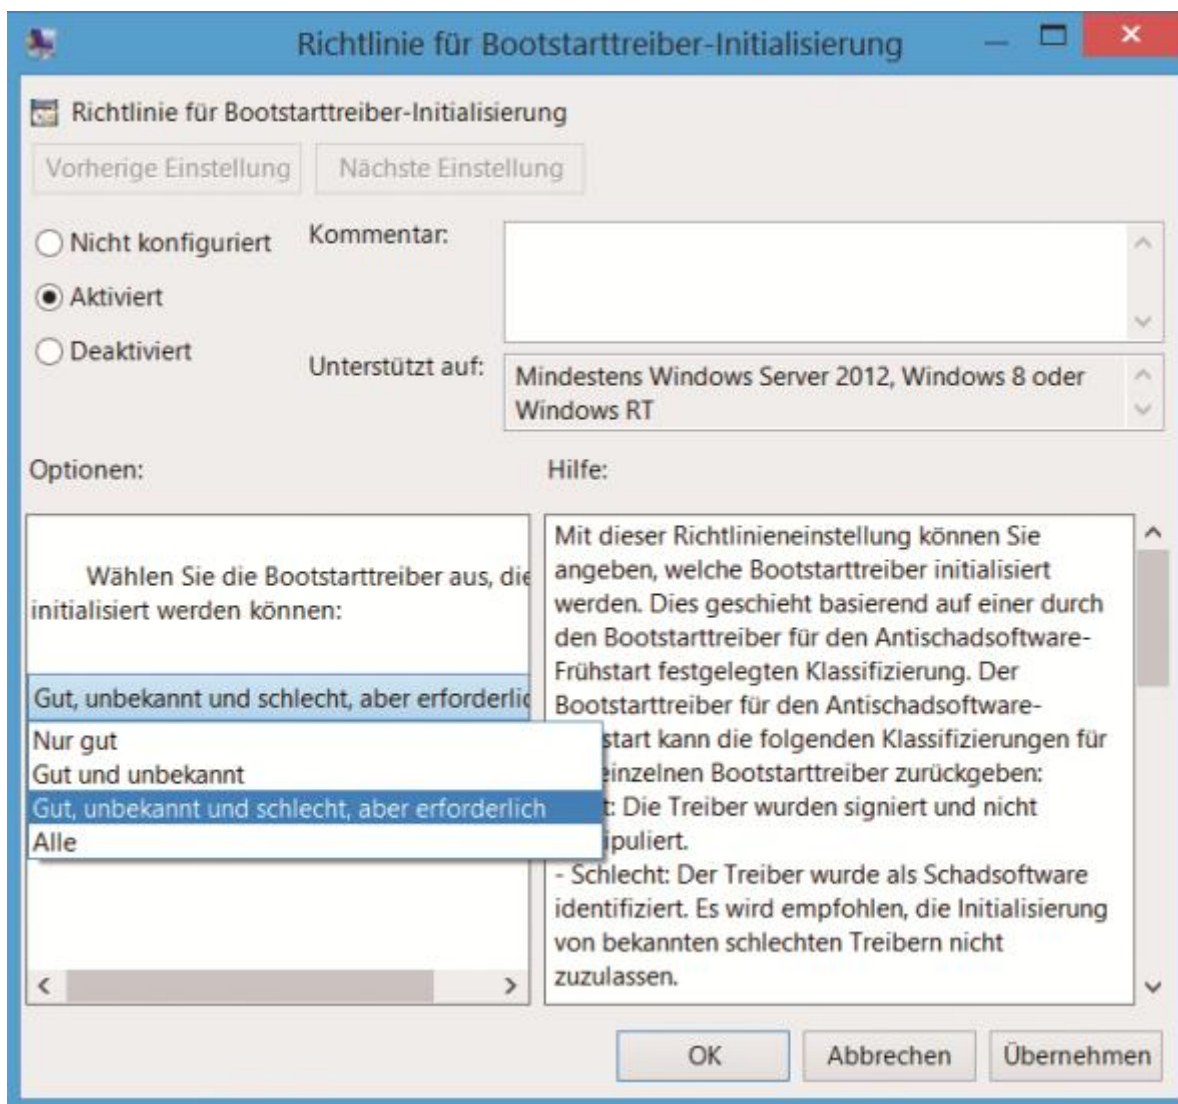 Richtlinie für Bootstarttreiber-Initialisierung
Richtlinie für Bootstarttreiber-Initialisierung
Vorherige Einstellung
Nächste Einstellung
Nicht konfiguriert
Aktiviert
Deaktiviert
Kommentar:
Unterstützt auf:
Mindestens Windows Server 2012, Windows 8 oder
Windows RT
Optionen:
Wählen Sie die Bootstarttreiber aus, die
initialisiert werden können:
Gut, unbekannt und schlecht, aber erforderlic
Nur gut
Gut und unbekannt
Gut, unbekannt und schlecht, aber erforderlich
Alle
Hilfe:
Mit dieser Richtlinieneinstellung können Sie
angeben, welche Bootstarttreiber initialisiert
werden. Dies geschieht basierend auf einer durch
den Bootstarttreiber für den Antischadsoftware-
Frühstart festgelegten Klassifizierung. Der
Bootstarttreiber für den Antischadsoftware-
start kann die folgenden Klassifizierungen für
einzelnen Bootstarttreiber zurückgeben:
: Die Treiber wurden signiert und nicht
ipuliert.
- Schlecht: Der Treiber wurde als Schadsoftware
identifiziert. Es wird empfohlen, die Initialisierung
von bekannten schlechten Treibern nicht
zuzulassen.
OK
Abbrechen
Übernehmen